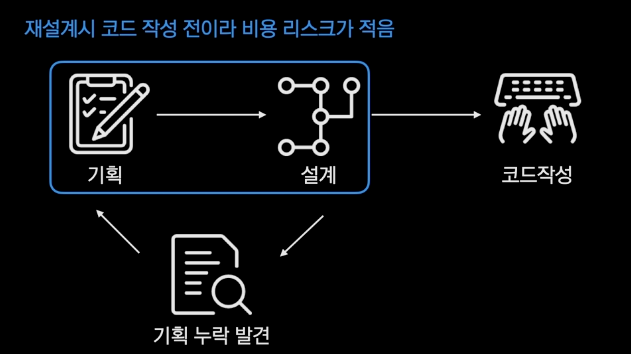 재설계시 코드 작성 전이라 비용 리스크가 적음
기획
설계
코드작성
기획 누락 발견